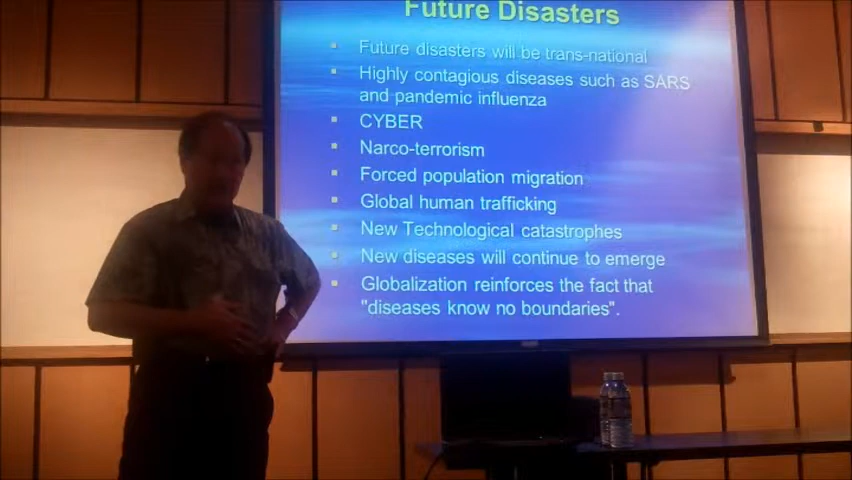 Future Disasters
Future disasters will be trans-national
Highly contagious diseases such as SARS
and pandemic influenza
CYBER
Narco-terrorism
Forced population migration
Global human trafficking
New Technological catastrophes
New diseases will continue to emerge
Globalization reinforces the fact that
"diseases know no boundaries".